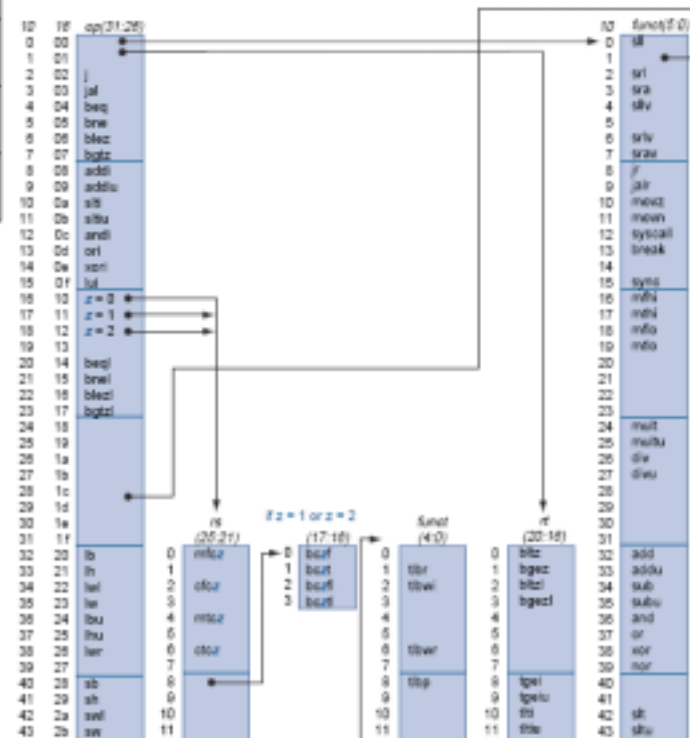 10 16 op(31:26)
0 00
1 01
2 02 j
3 03 jal
4 04 beq
5 05 bne
6 06 blez
7 07 bgtz
8 08 addi
9 09 addiu
10 0a slti
11 0b sltiu
12 0c andi
13 0d ori
14 0e xori
15 0f lui
16 10 z = 0
17 11 z = 1
18 12 z = 2
19 13
20 14 beql
21 15 bnel
22 16 blezl
23 17 bgtzl
24 18
25 19
26 1a
27 1b
28 1c
29 1d
30 1e
31 1f
32 20 lb
33 21 lh
34 22 lwl
35 23 lw
36 24 lbu
37 25 lhu
38 26 lwr
39 27
40 28 sb
41 29 sh
42 2a swl
43 2b sw
rs
(25:21)
0 mfcz
1
2 cfcz
3
4 mtcz
5
6 ctcz
7
8
9
10
11
if z = 1 or z = 2
(17:16)
0 bczf
1 bczt
2 bczfl
3 bcztl
funct
(4:0)
0
1 tlbr
2 tlbwi
3
4
5
6 tlbwr
7
8 tlbp
9
10
11
rt
(20:16)
0 bltz
1 bgez
2 bltzl
3 bgezl
4
5
6
7
8 tgei
9 tgeiu
10 tlti
11 tltiu
10 funct(5:0)
0 sll
1
2 srl
3 sra
4 sllv
5
6 srlv
7 srav
8 jr
9 jalr
10 movz
11 movn
12 syscall
13 break
14
15 sync
16 mfhi
17 mthi
18 mflo
19 mtlo
20
21
22
23
24 mult
25 multu
26 div
27 divu
28
29
30
31
32 add
33 addu
34 sub
35 subu
36 and
37 or
38 xor
39 nor
40
41
42 slt
43 sltu